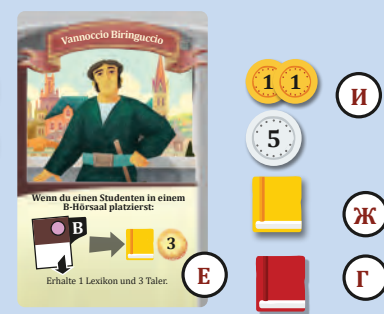 Vannoccio Biringuccio
1 1
И
5
Wenn du einen Studenten in einem
B-Hörsaal platzierst:
B
3
Ж
Erhalte 1 Lexikon und 3 Taler.
Е
Г